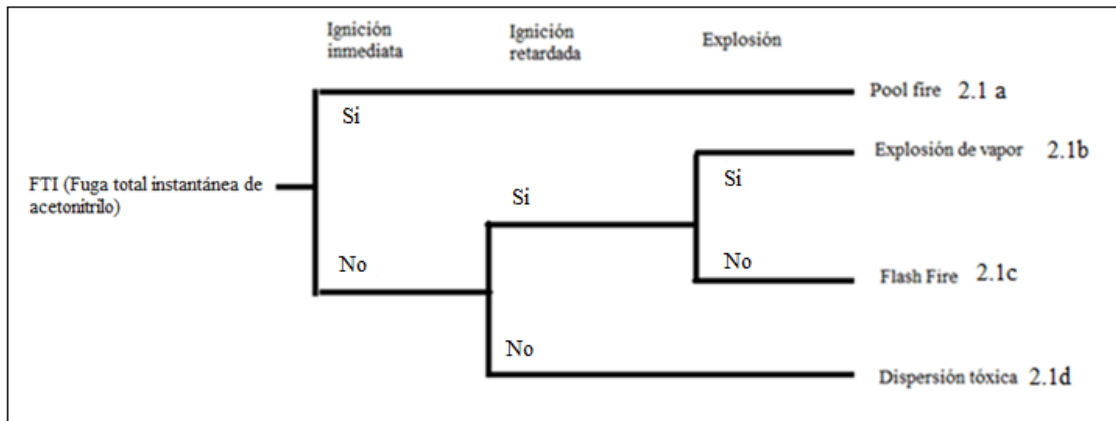 Ignición
inmediata
Ignición
retardada
Explosión
Pool fire 2.1 a
Si
Explosión de vapor 2.1b
FTI (Fuga total instantánea de
acetonitrilo)
Si
Si
No
No
Flash Fire 2.1c
No
Dispersión tóxica 2.1d